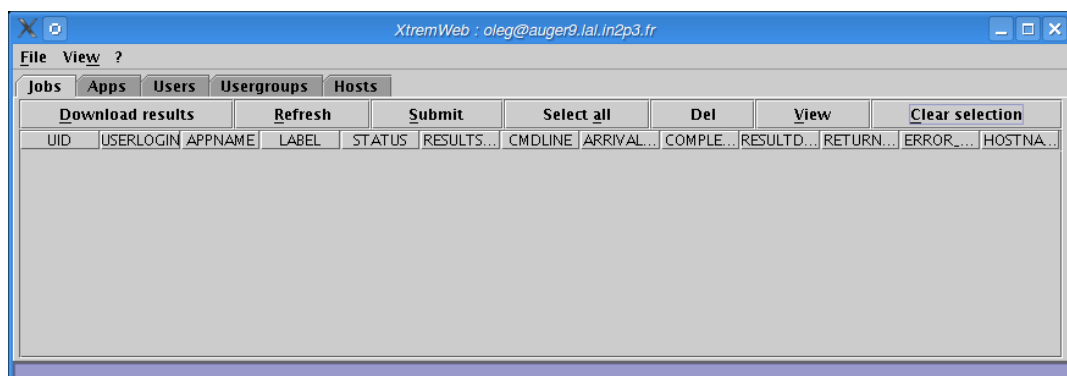 XtremWeb : oleg@auger9.lal.in2p3.fr
File View ?
Jobs Apps Users Usergroups Hosts
Download results Refresh Submit Select all Del View Clear selection
UID USERLOGIN APPNAME LABEL STATUS RESULTS... CMDLINE ARRIVAL... COMPLE... RESULTD... RETURN... ERROR_... HOSTNA...